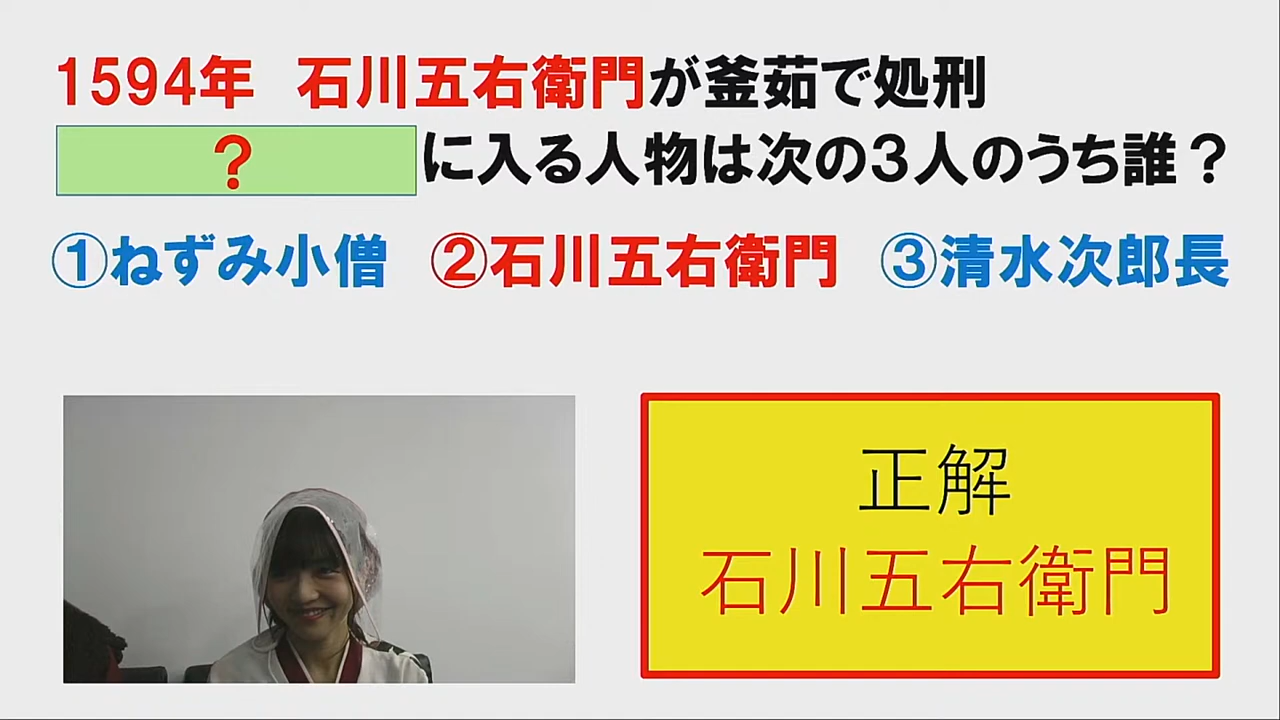 1594年　石川五右衛門が釜茹で処刑
？に入る人物は次の３人のうち誰？
①ねずみ小僧　②石川五右衛門　③清水次郎長
正解
石川五右衛門